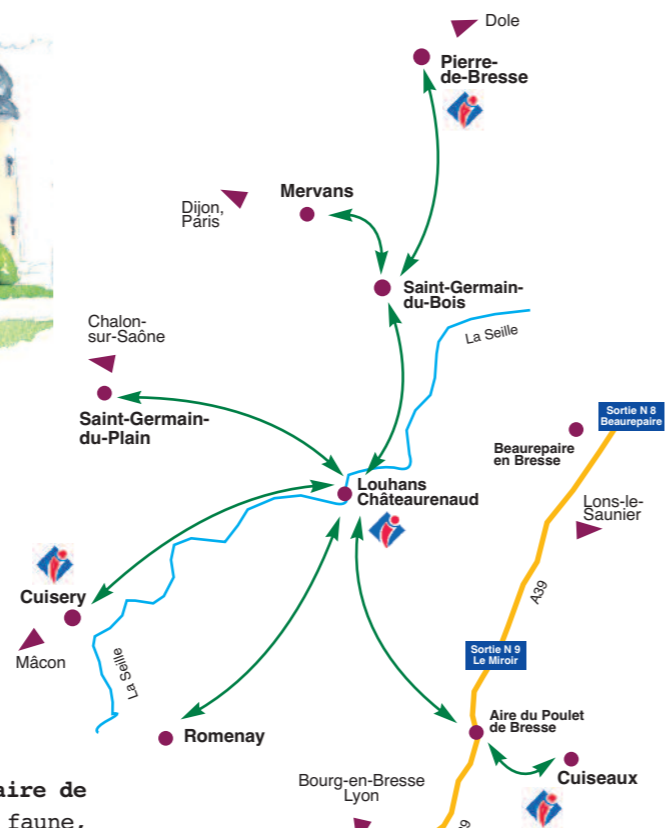 Dole
Pierre-
de-Bresse
Mervans
Dijon,
Paris
Saint-Germain-
du-Bois
La Seille
Chalon-
sur-Saône
Saint-Germain-
du-Plain
Sortie N 8
Beaurepaire
Beaurepaire
en Bresse
Louhans
Châteaurenaud
Lons-le-
Saunier
A39
Cuisery
Mâcon
La Seille
Sortie N 9
Le Miroir
Romenay
Aire du Poulet
de Bresse
Cuiseaux
Bourg-en-Bresse
Lyon
aire de
faune,